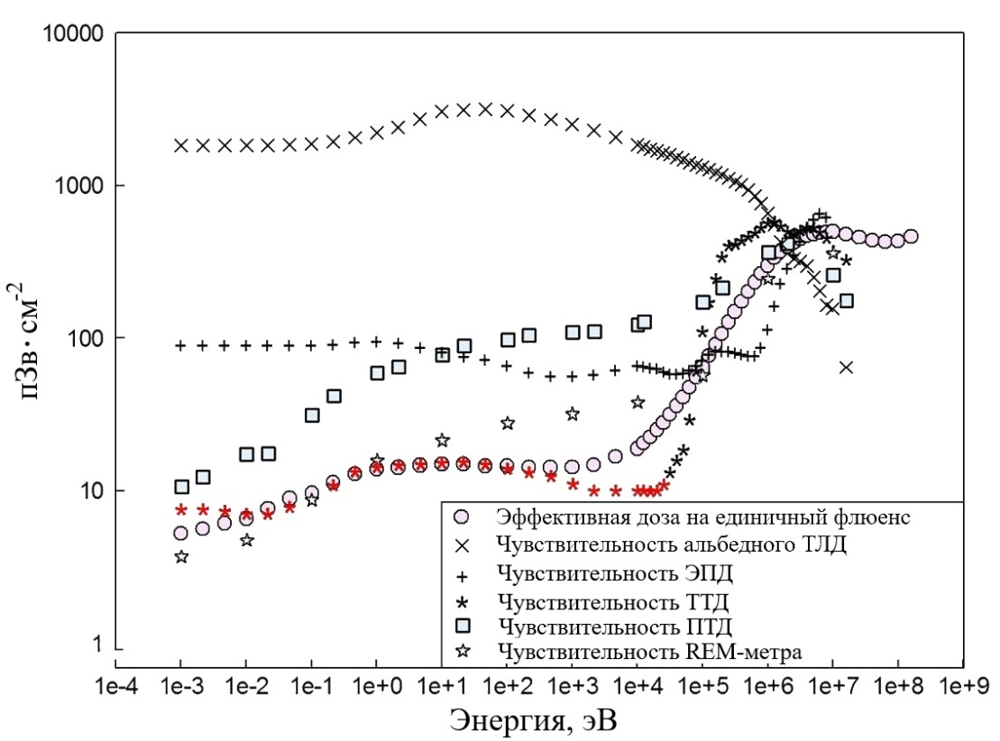 10000
1000
100
10
1
пЗв·см-2
1e-4 1e-3 1e-2 1e-1 1e+0 1e+1 1e+2 1e+3 1e+4 1e+5 1e+6 1e+7 1e+8 1e+9
Энергия, эВ
Эффективная доза на единичный флюенс
Чувствительность альбедного ТЛД
Чувствительность ЭПД
Чувствительность ТТД
Чувствительность ПТД
Чувствительность REM-метра